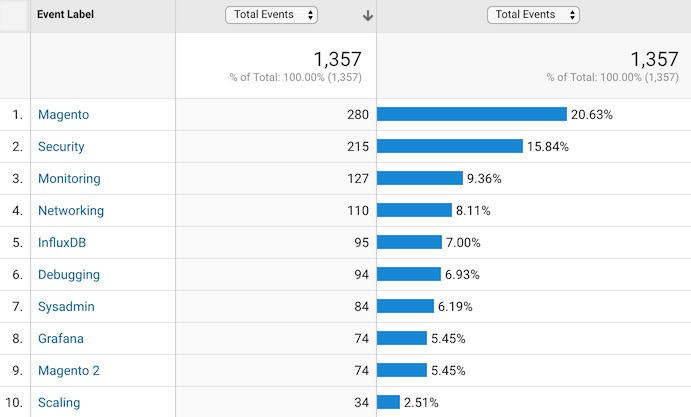 Event Label Total Events Total Events
1,357 1,357
% of Total: 100.00% (1,357) % of Total: 100.00% (1,357)
1. Magento 280 20.63%
2. Security 215 15.84%
3. Monitoring 127 9.36%
4. Networking 110 8.11%
5. InfluxDB 95 7.00%
6. Debugging 94 6.93%
7. Sysadmin 84 6.19%
8. Grafana 74 5.45%
9. Magento 2 74 5.45%
10. Scaling 34 2.51%